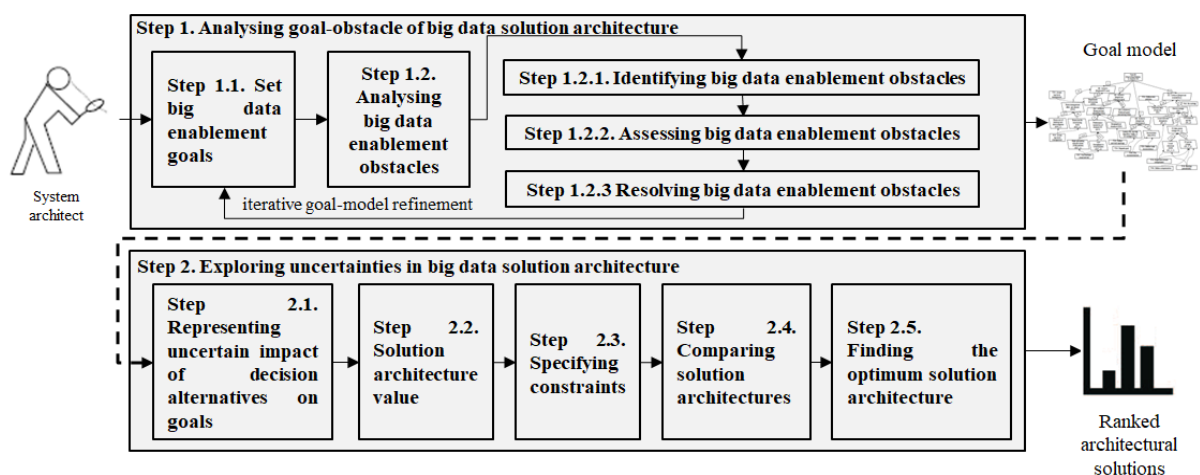 Step 1. Analysing goal-obstacle of big data solution architecture
Goal model
Step 1.1. Set
big data
enablement
goals
Step 1.2.
Analysing
big data
enablement
obstacles
Step 1.2.1. Identifying big data enablement obstacles
Step 1.2.2. Assessing big data enablement obstacles
Step 1.2.3 Resolving big data enablement obstacles
iterative goal-model refinement
System
architect
Step 2. Exploring uncertainties in big data solution architecture
Step 2.1.
Representing
uncertain impact
of decision
alternatives on
goals
Step 2.2.
Solution
architecture
value
Step 2.3.
Specifying
constraints
Step 2.4.
Comparing
solution
architectures
Step 2.5.
Finding the
optimum solution
architecture
Ranked
architectural
solutions